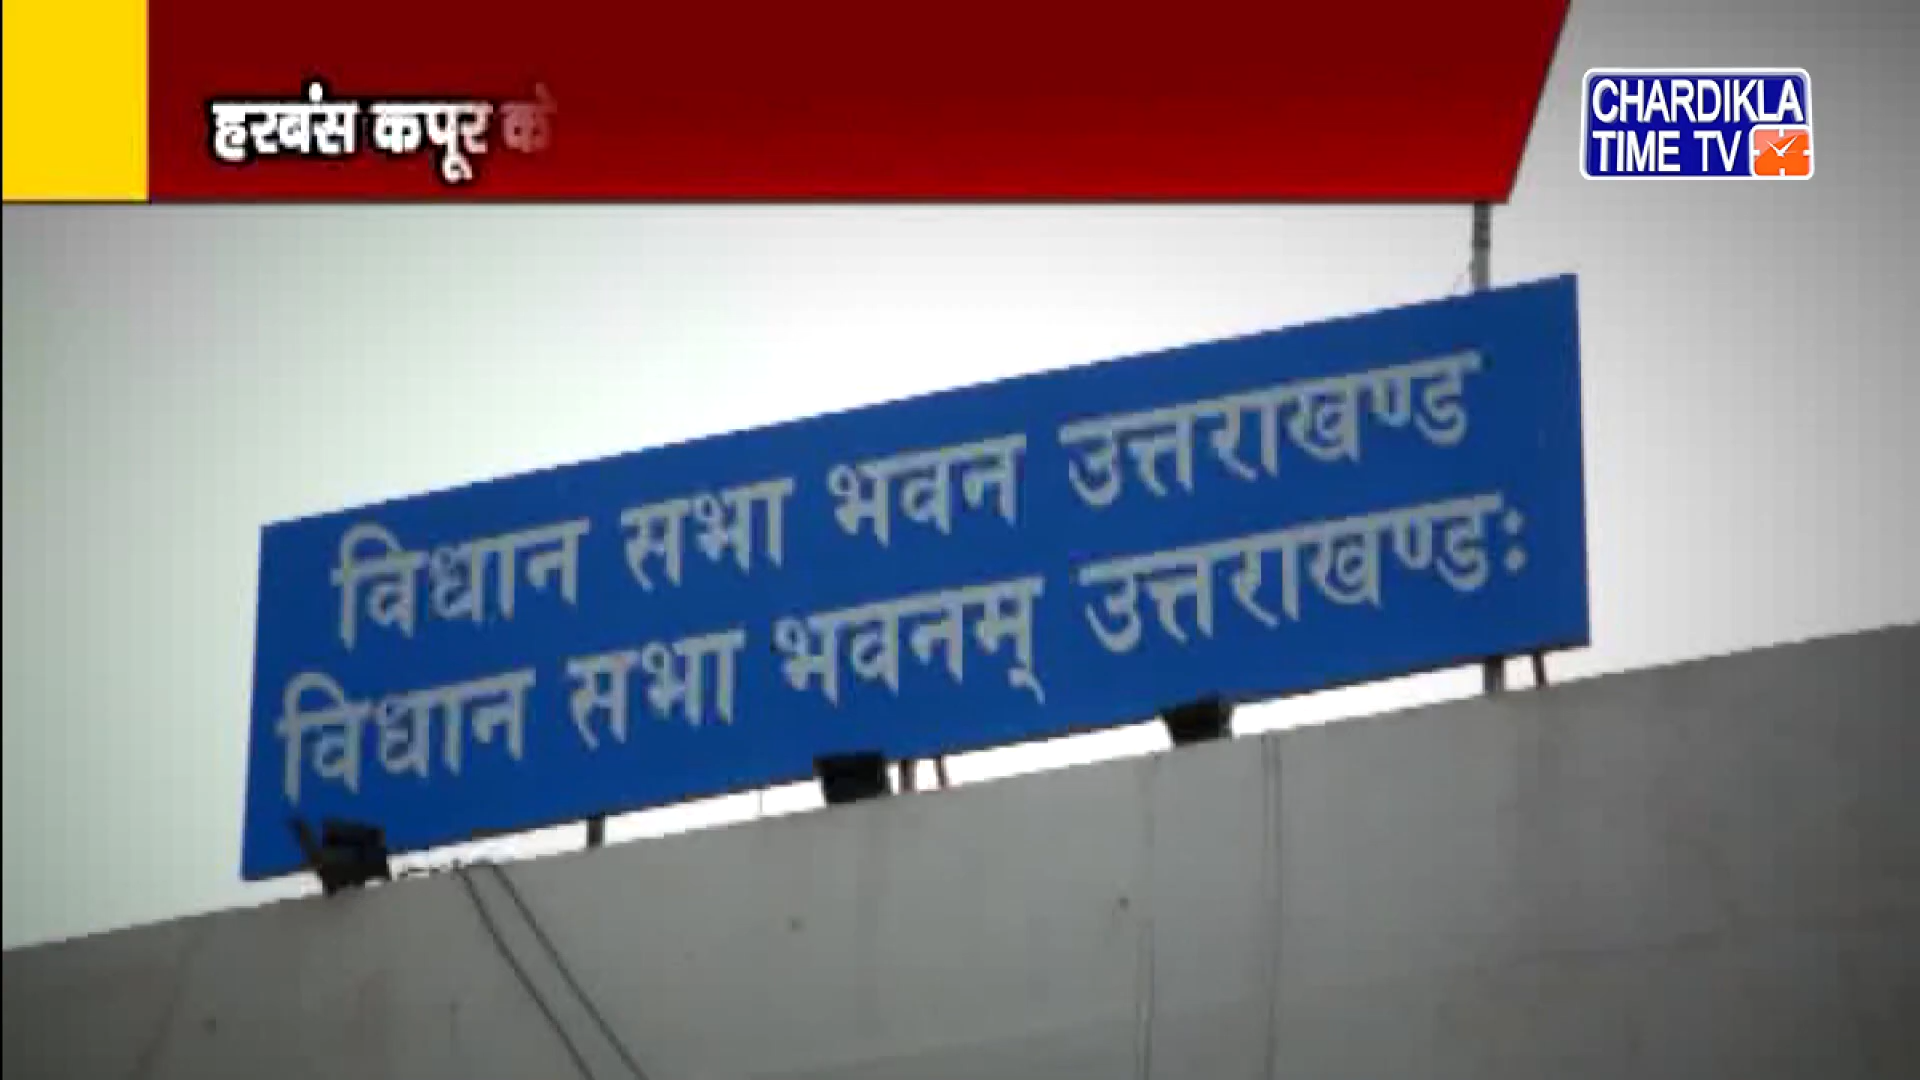 हरबंस कपूर को
CHARDIKLA
TIME TV
विधान सभा भवन उत्तराखण्ड
विधान सभा भवनम् उत्तराखण्डः